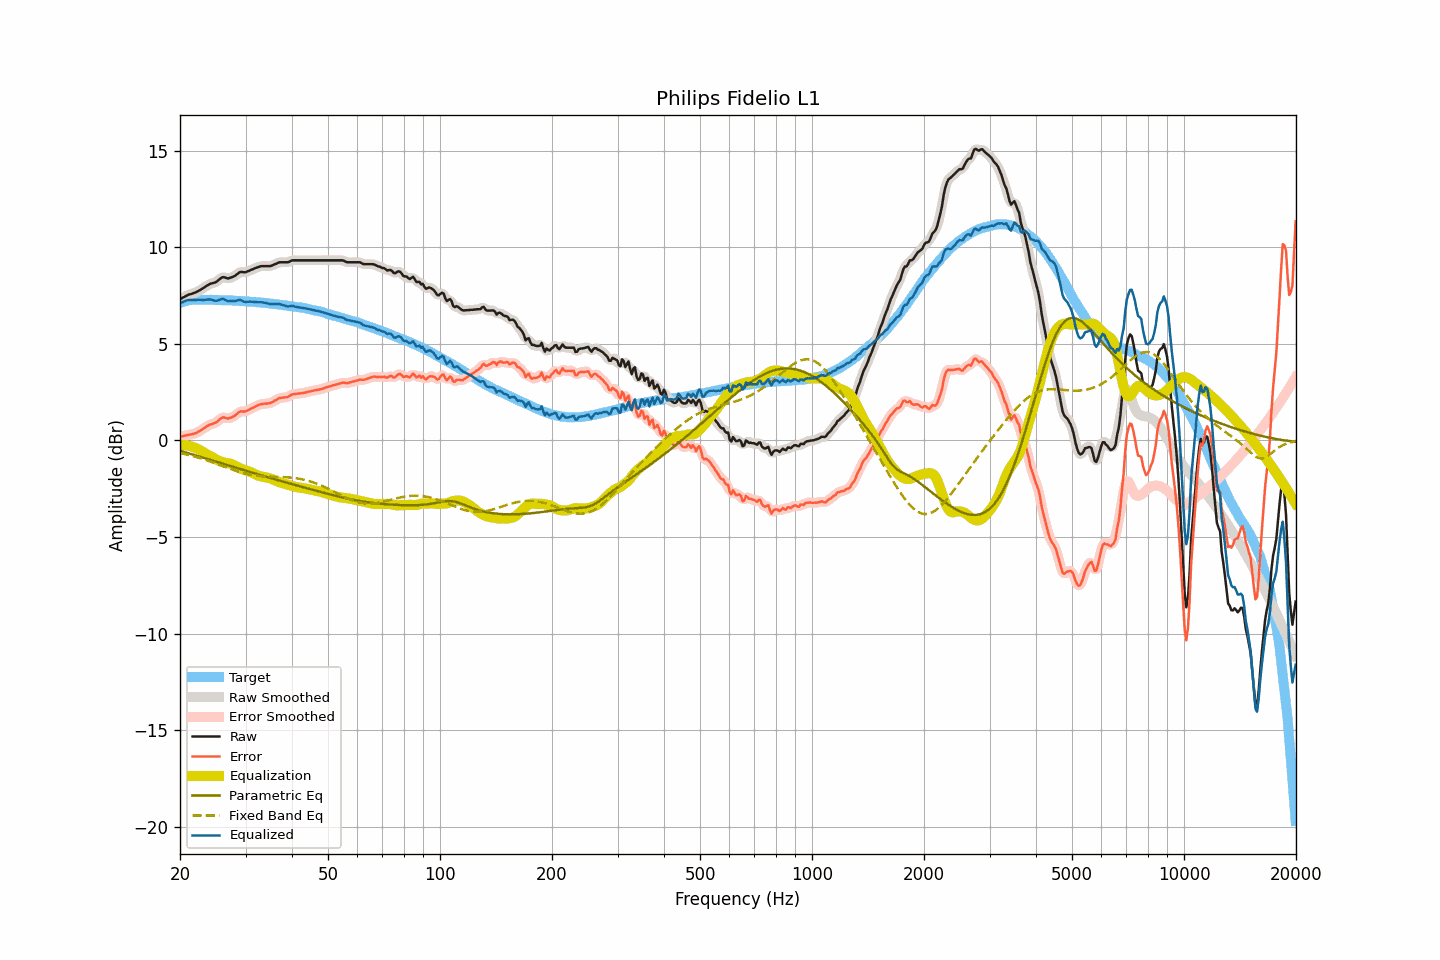 Philips Fidelio L1
15
10
5
0
−5
−10
−15
−20
Amplitude (dBr)
Target
Raw Smoothed
Error Smoothed
Raw
Error
Equalization
Parametric Eq
Fixed Band Eq
Equalized
20 50 100 200 500 1000 2000 5000 10000 20000
Frequency (Hz)